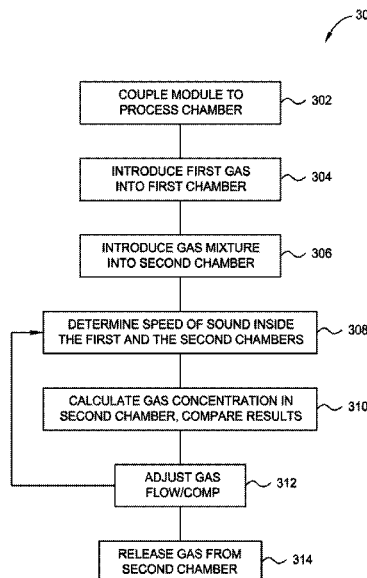 30
COUPLE MODULE TO
PROCESS CHAMBER
302
INTRODUCE FIRST GAS
INTO FIRST CHAMBER
304
INTRODUCE GAS MIXTURE
INTO SECOND CHAMBER
306
DETERMINE SPEED OF SOUND INSIDE
THE FIRST AND THE SECOND CHAMBERS
308
CALCULATE GAS CONCENTRATION IN
SECOND CHAMBER, COMPARE RESULTS
310
ADJUST GAS
FLOW/COMP
312
RELEASE GAS FROM
SECOND CHAMBER
314